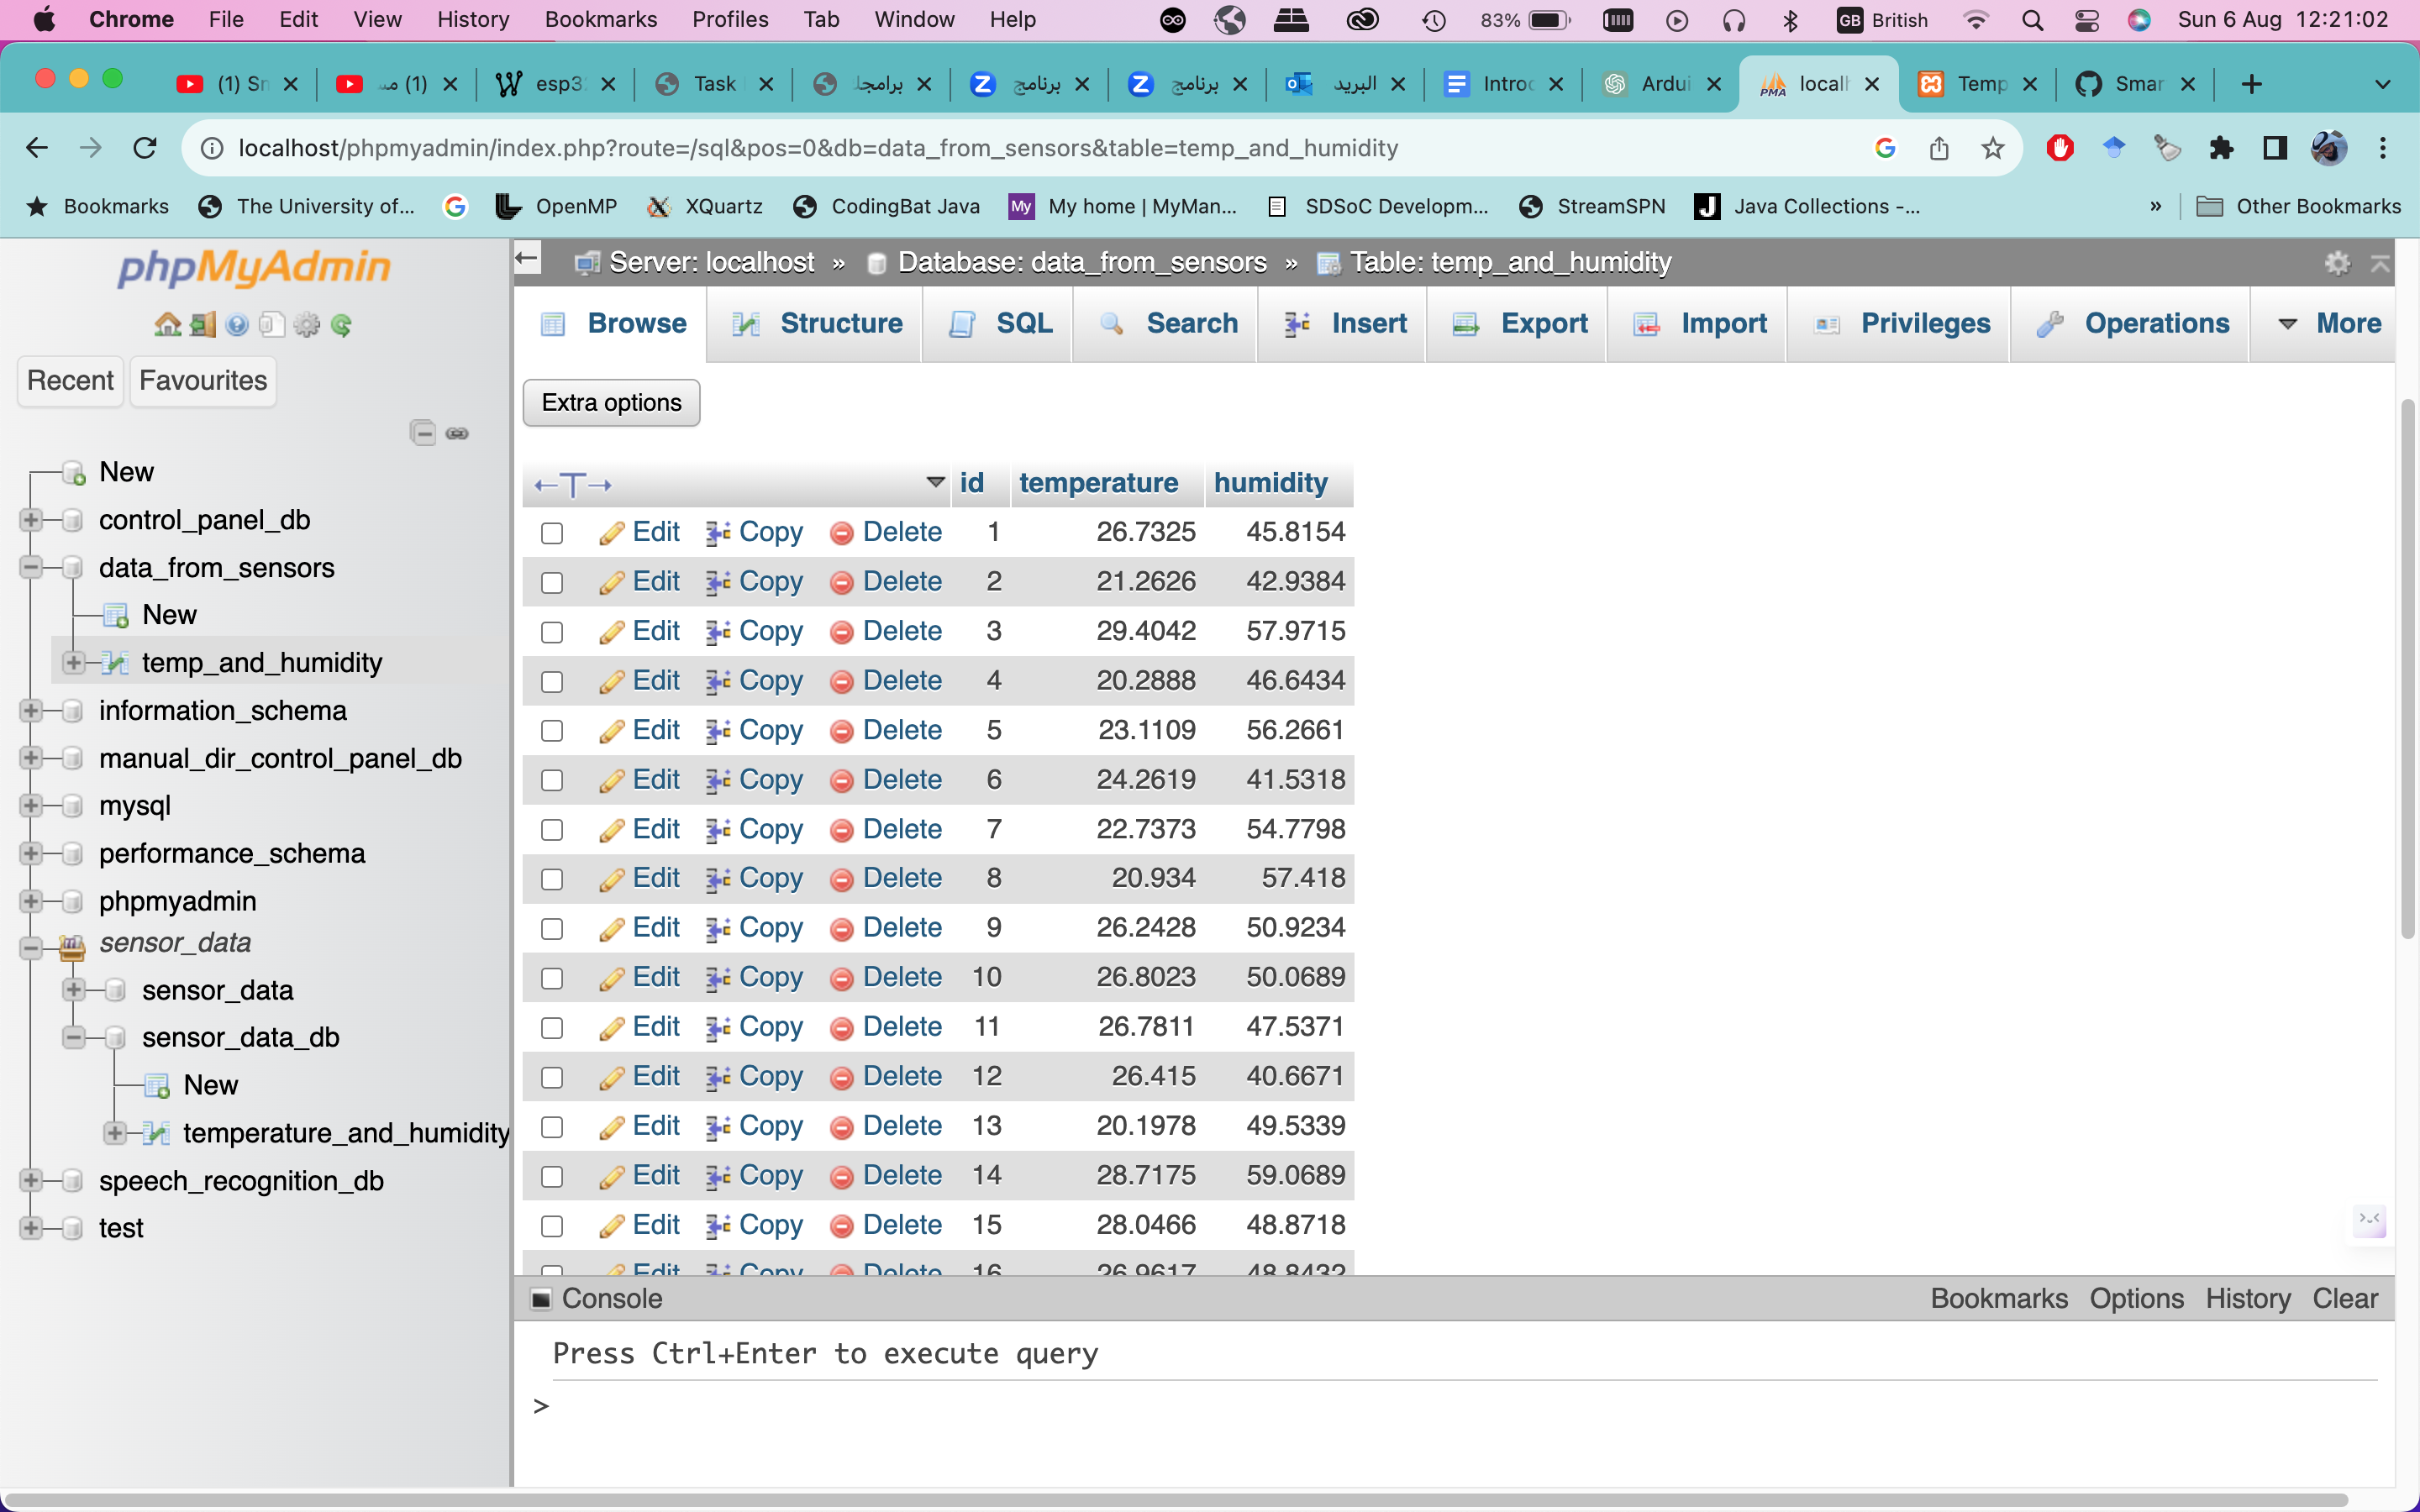 Chrome File Edit View History Bookmarks Profiles Tab Window Help 83% GB British Sun 6 Aug 12:21:02
(1) Sn (1) esp3 Task برامجك برنامج برنامج البريد Introd Ardui PMA localh Temp Smar
localhost/phpmyadmin/index.php?route=/sql&pos=0&db=data_from_sensors&table=temp_and_humidity
Bookmarks The University of... OpenMP XQuartz CodingBat Java My My home | MyMan... SDSoC Developm... StreamSPN J Java Collections -... » Other Bookmarks
phpMyAdmin
Recent Favourites
New
control_panel_db
data_from_sensors
New
temp_and_humidity
information_schema
manual_dir_control_panel_db
mysql
performance_schema
phpmyadmin
sensor_data
sensor_data
sensor_data_db
New
temperature_and_humidity
speech_recognition_db
test
Server: localhost » Database: data_from_sensors » Table: temp_and_humidity
Browse Structure SQL Search Insert Export Import Privileges Operations More
Extra options
←T→ id temperature humidity
Edit Copy Delete 1 26.7325 45.8154
Edit Copy Delete 2 21.2626 42.9384
Edit Copy Delete 3 29.4042 57.9715
Edit Copy Delete 4 20.2888 46.6434
Edit Copy Delete 5 23.1109 56.2661
Edit Copy Delete 6 24.2619 41.5318
Edit Copy Delete 7 22.7373 54.7798
Edit Copy Delete 8 20.934 57.418
Edit Copy Delete 9 26.2428 50.9234
Edit Copy Delete 10 26.8023 50.0689
Edit Copy Delete 11 26.7811 47.5371
Edit Copy Delete 12 26.415 40.6671
Edit Copy Delete 13 20.1978 49.5339
Edit Copy Delete 14 28.7175 59.0689
Edit Copy Delete 15 28.0466 48.8718
Edit Copy Delete 16 26.9617 48.8432
Console Bookmarks Options History Clear
Press Ctrl+Enter to execute query
>